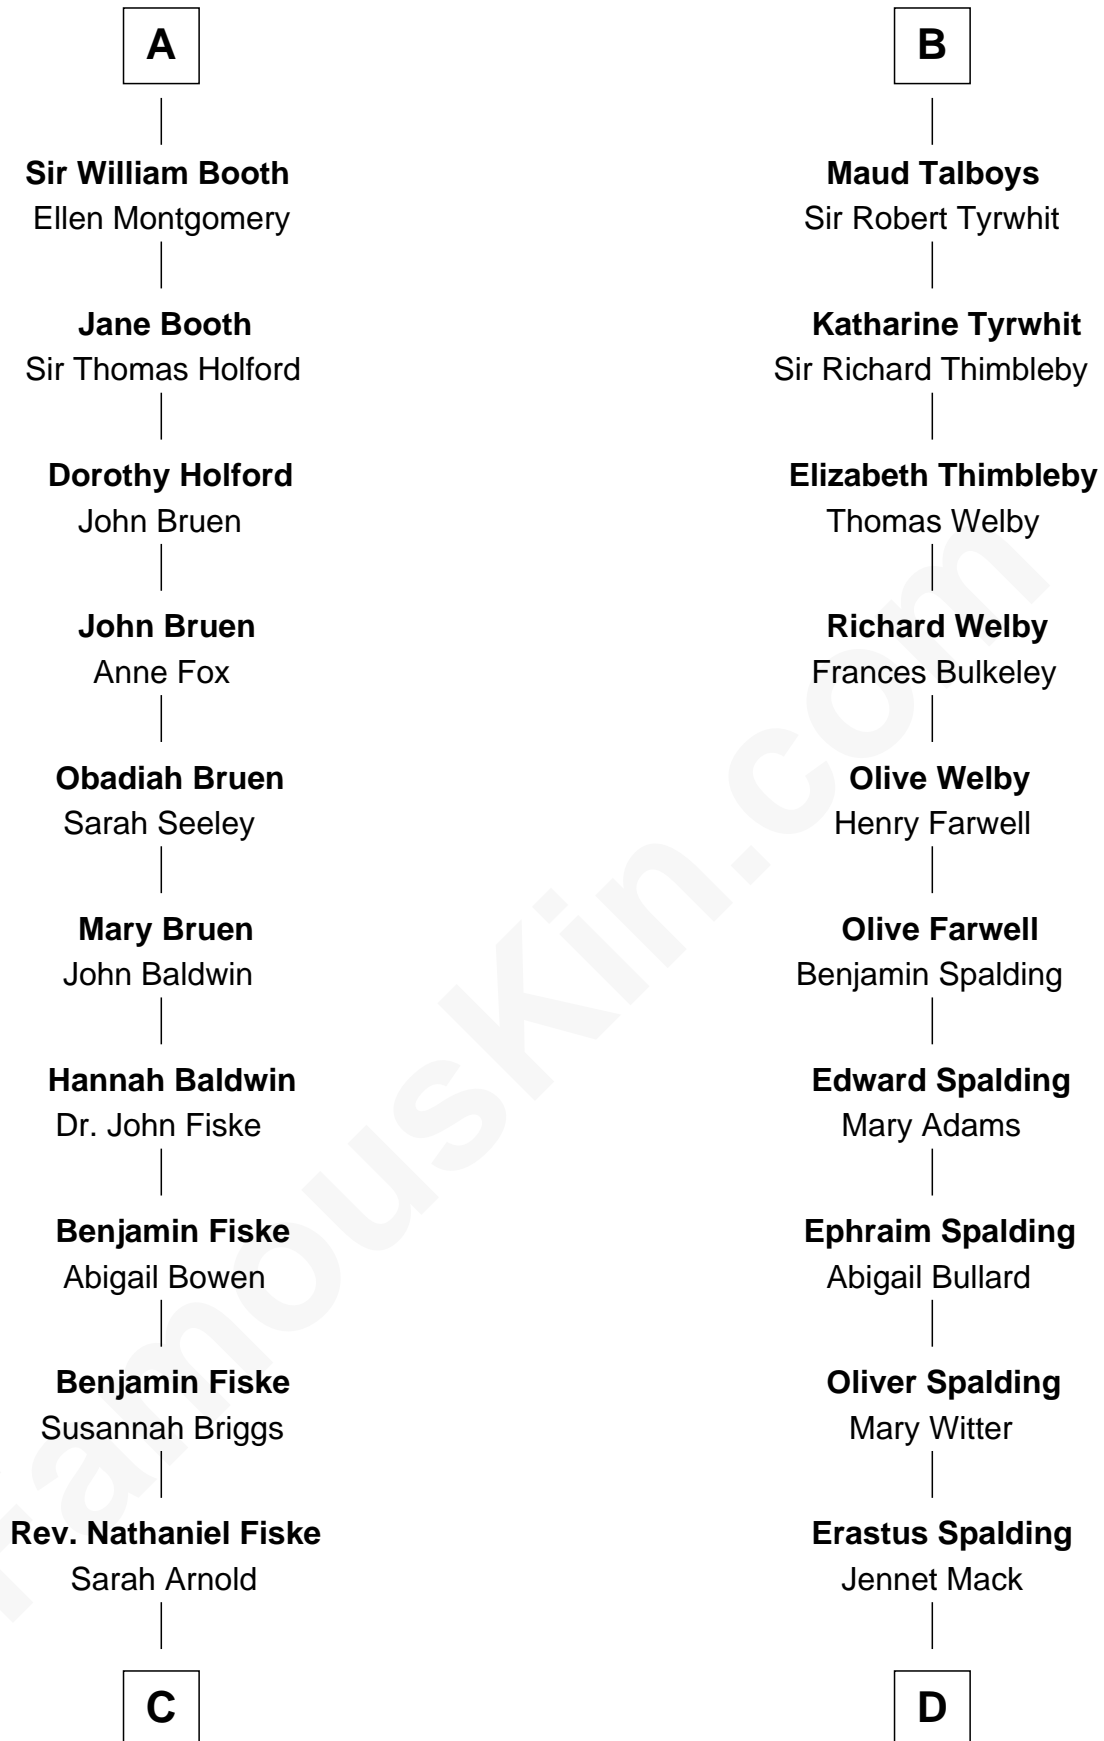 A
Sir William Booth
Ellen Montgomery
Jane Booth
Sir Thomas Holford
Dorothy Holford
John Bruen
John Bruen
Anne Fox
Obadiah Bruen
Sarah Seeley
Mary Bruen
John Baldwin
Hannah Baldwin
Dr. John Fiske
Benjamin Fiske
Abigail Bowen
Benjamin Fiske
Susannah Briggs
Rev. Nathaniel Fiske
Sarah Arnold
C
B
Maud Talboys
Sir Robert Tyrwhit
Katharine Tyrwhit
Sir Richard Thimbleby
Elizabeth Thimbleby
Thomas Welby
Richard Welby
Frances Bulkeley
Olive Welby
Henry Farwell
Olive Farwell
Benjamin Spalding
Edward Spalding
Mary Adams
Ephraim Spalding
Abigail Bullard
Oliver Spalding
Mary Witter
Erastus Spalding
Jennet Mack
D
FamousKin.com